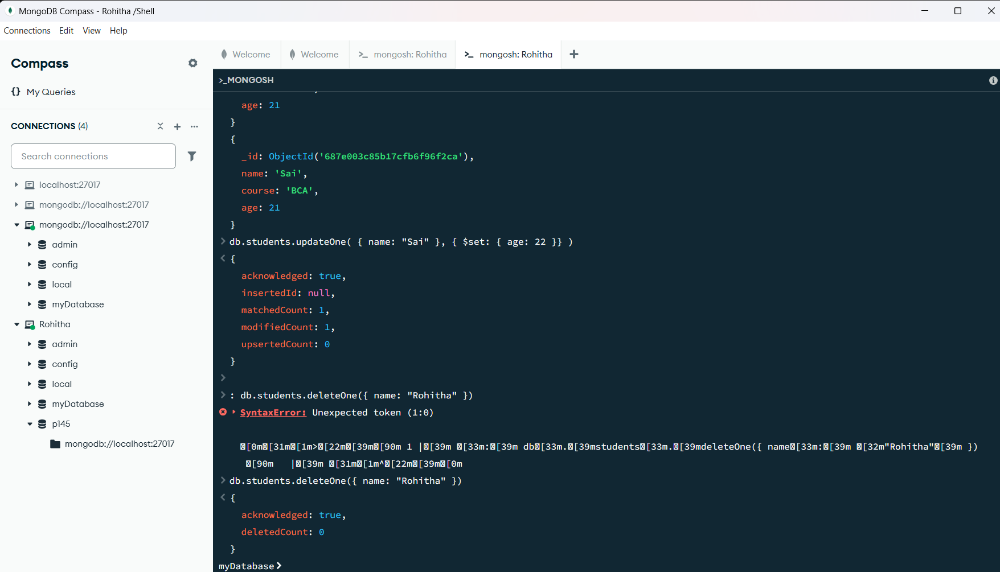 MongoDB Compass - Rohitha /Shell
Connections Edit View Help
Compass
{} My Queries
CONNECTIONS (4)
Search connections
localhost:27017
mongodb://localhost:27017
mongodb://localhost:27017
admin
config
local
myDatabase
Rohitha
admin
config
local
myDatabase
p145
mongodb://localhost:27017
Welcome Welcome >_ mongosh: Rohitha >_ mongosh: Rohitha +
>_MONGOSH
age: 21
}
{
_id: ObjectId('687e003c85b17cfb6f96f2ca'),
name: 'Sai',
course: 'BCA',
age: 21
}
> db.students.updateOne( { name: "Sai" }, { $set: { age: 22 }} )
< {
acknowledged: true,
insertedId: null,
matchedCount: 1,
modifiedCount: 1,
upsertedCount: 0
}
>
> : db.students.deleteOne({ name: "Rohitha" })
SyntaxError: Unexpected token (1:0)
[0m[31m[1m>[22m[39m[90m 1 |[39m [33m:[39m db[33m.[39mstudents[33m.[39mdeleteOne({ name[33m:[39m [32m"Rohitha"[39m })
[90m   |[39m [31m[1m^[22m[39m[0m
> db.students.deleteOne({ name: "Rohitha" })
< {
acknowledged: true,
deletedCount: 0
}
myDatabase>